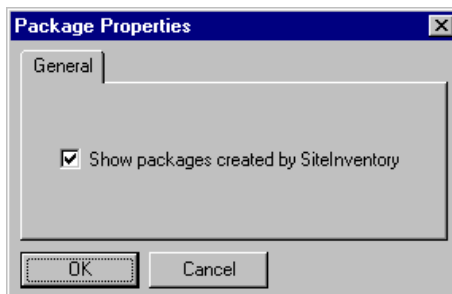 Package Properties
General
Show packages created by SiteInventory
OK
Cancel